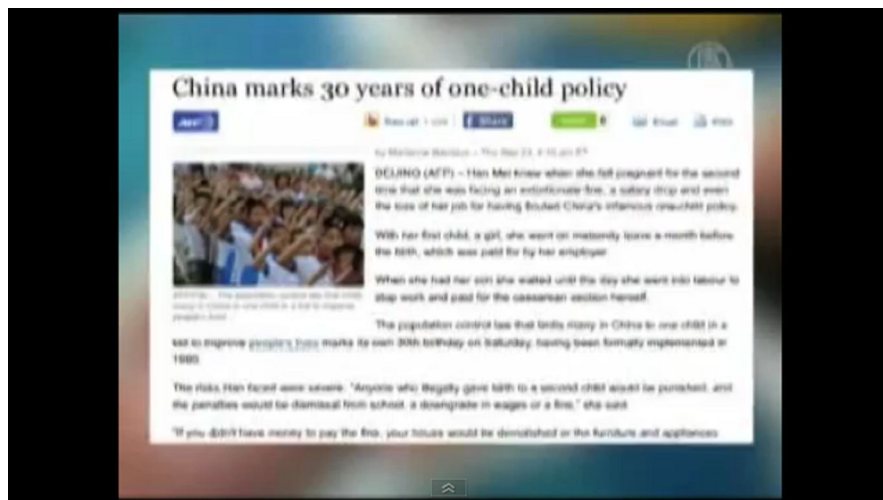 China marks 30 years of one-child policy
AFP
Share
Email
Print
BEIJING (AFP) – Han Mei knew when she fell pregnant for the second
time that she was facing an extortionate fine, a salary drop and even
the loss of her job for having flouted China's infamous one-child policy.
With her first child, a girl, she went on maternity leave a month before
the birth, which was paid for by her employer.
When she had her son she waited until the day she went into labour to
stop work and paid for the caesarean section herself.
The population control law that limits many in China to one child in a
bid to improve people's lives marks its own 30th birthday on Saturday, having been formally implemented in
1980.
The risks Han faced were severe. "Anyone who illegally gave birth to a second child would be punished, and
the penalties would be dismissal from school, a downgrade in wages or a fine," she said.
"If you didn't have money to pay the fine, your house would be demolished or the furniture and appliances